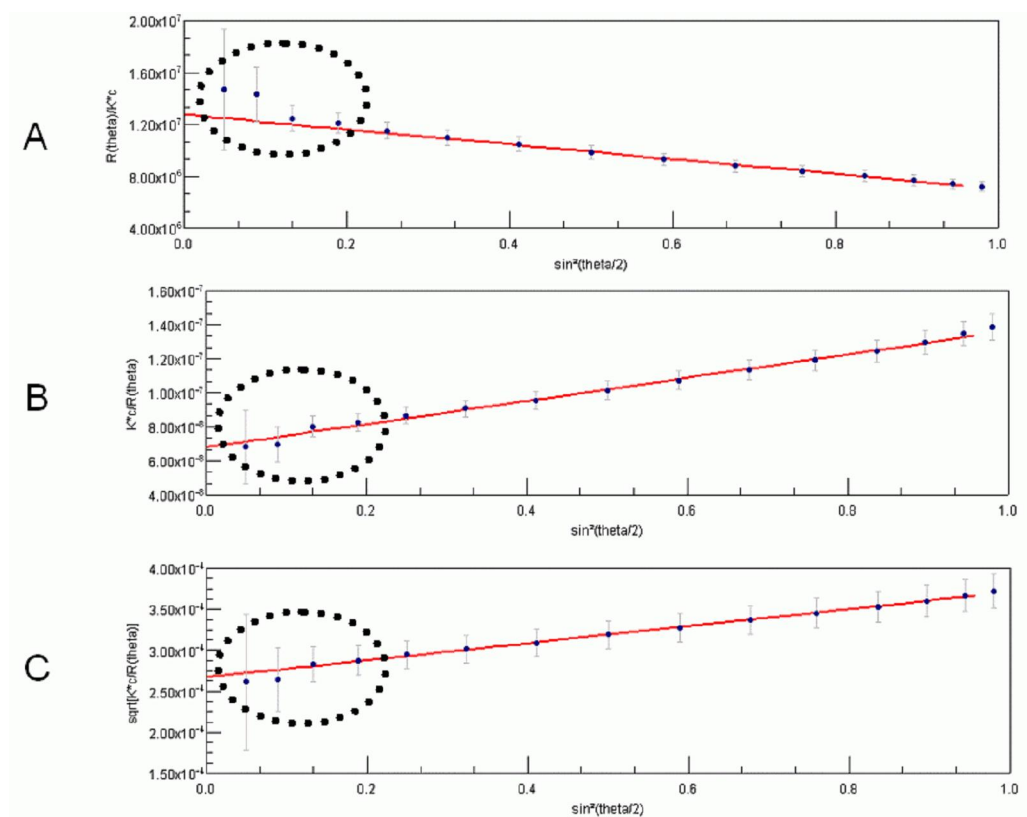 A
R(theta)/K*c
2.00x10⁷
1.60x10⁷
1.20x10⁷
8.00x10⁶
4.00x10⁶
0.0 0.2 0.4 0.6 0.8 1.0
sin²(theta/2)
B
K*c/R(theta)
1.60x10⁻⁷
1.40x10⁻⁷
1.20x10⁻⁷
1.00x10⁻⁷
8.00x10⁻⁸
6.00x10⁻⁸
4.00x10⁻⁸
0.0 0.2 0.4 0.6 0.8 1.0
sin²(theta/2)
C
sqrt[K*c/R(theta)]
4.00x10⁻⁴
3.50x10⁻⁴
3.00x10⁻⁴
2.50x10⁻⁴
2.00x10⁻⁴
1.50x10⁻⁴
0.0 0.2 0.4 0.6 0.8 1.0
sin²(theta/2)